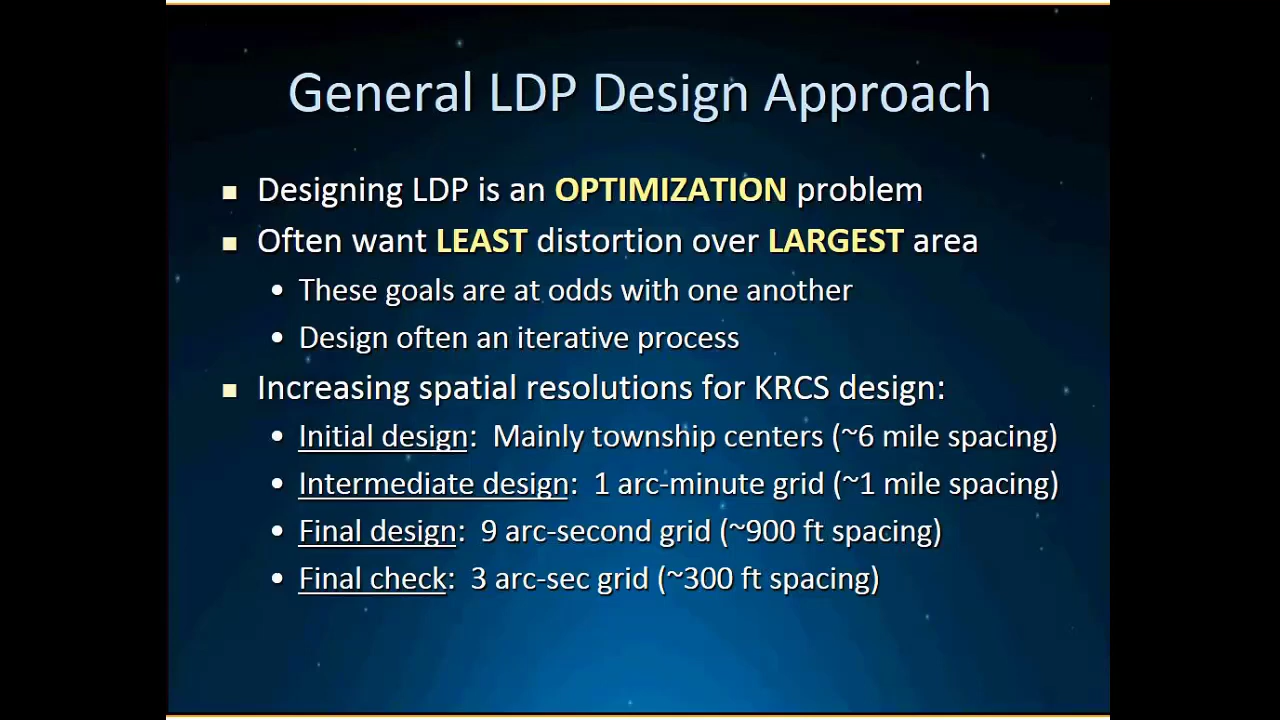 General LDP Design Approach
Designing LDP is an OPTIMIZATION problem
Often want LEAST distortion over LARGEST area
These goals are at odds with one another
Design often an iterative process
Increasing spatial resolutions for KRCS design:
Initial design: Mainly township centers (~6 mile spacing)
Intermediate design: 1 arc-minute grid (~1 mile spacing)
Final design: 9 arc-second grid (~900 ft spacing)
Final check: 3 arc-sec grid (~300 ft spacing)